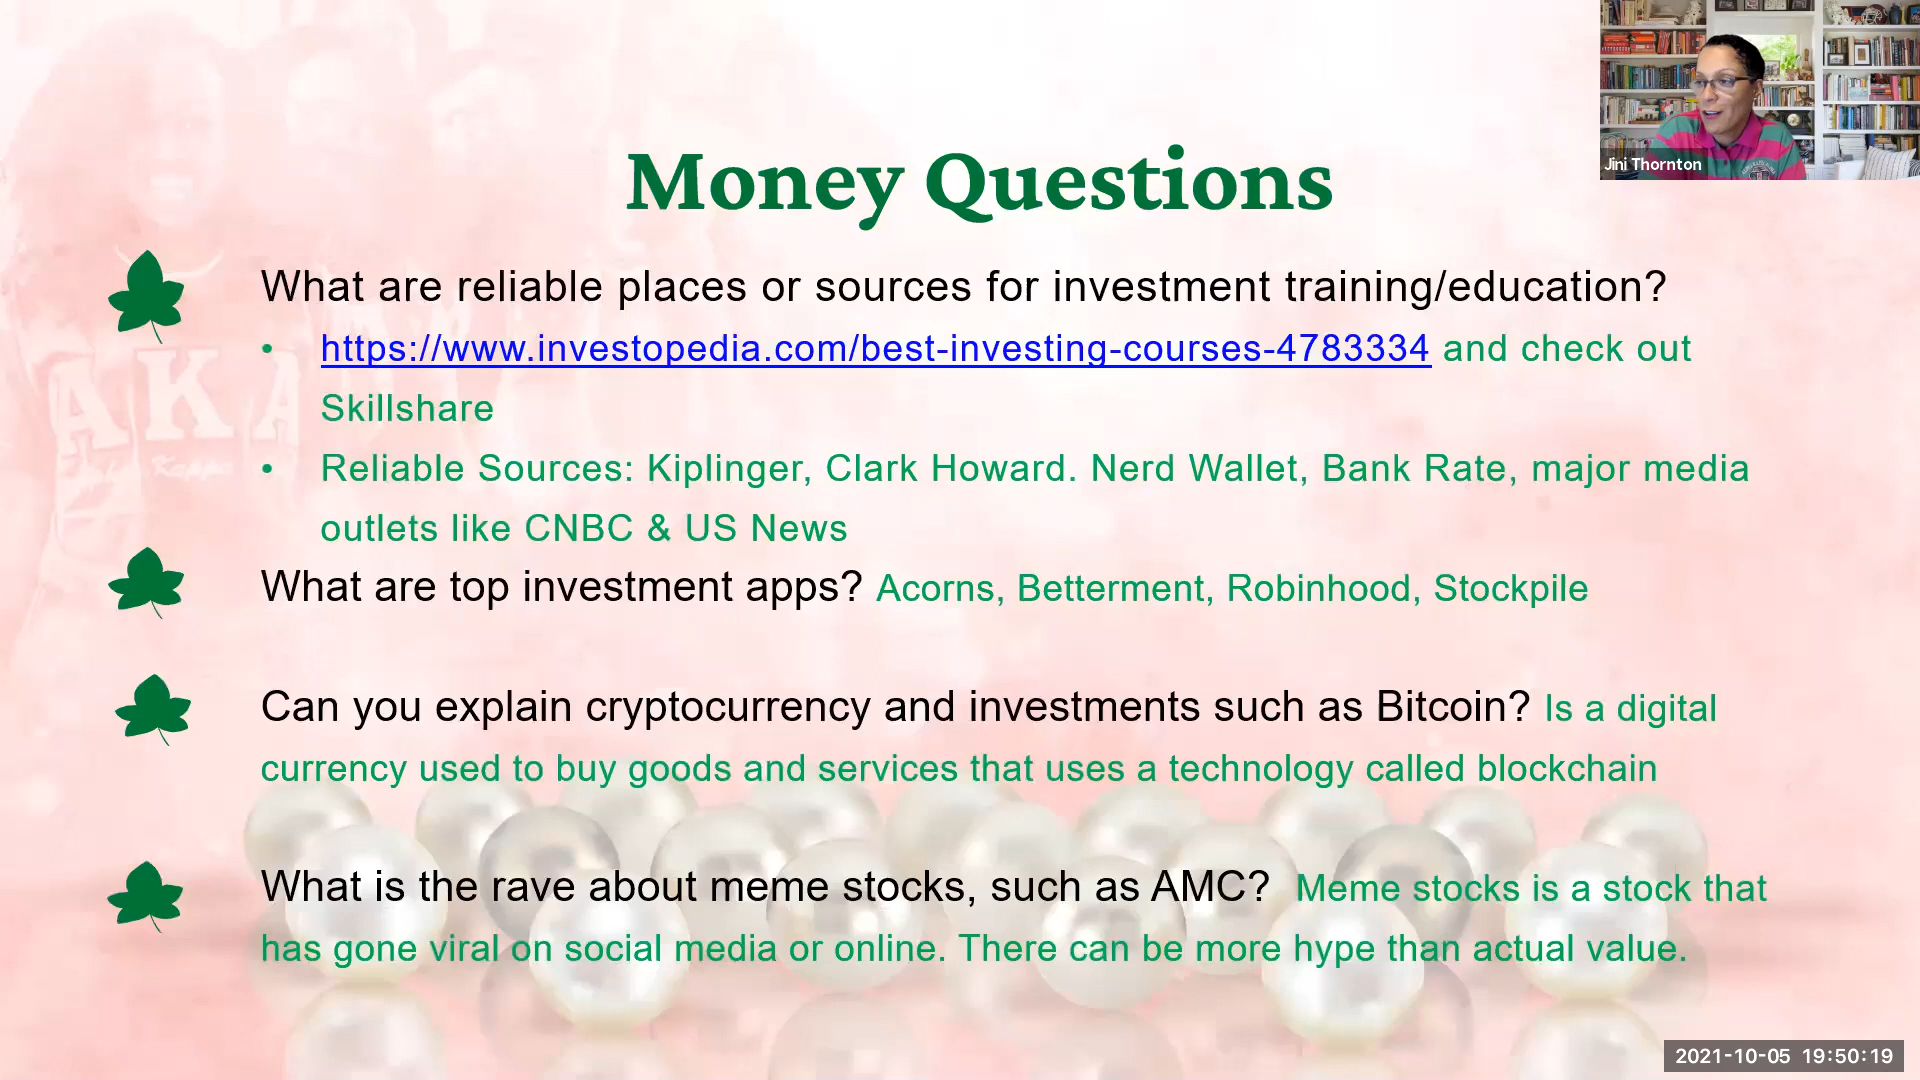 Jini Thornton
Money Questions
What are reliable places or sources for investment training/education?
• https://www.investopedia.com/best-investing-courses-4783334 and check out
Skillshare
• Reliable Sources: Kiplinger, Clark Howard. Nerd Wallet, Bank Rate, major media
outlets like CNBC & US News
What are top investment apps? Acorns, Betterment, Robinhood, Stockpile
Can you explain cryptocurrency and investments such as Bitcoin? Is a digital
currency used to buy goods and services that uses a technology called blockchain
What is the rave about meme stocks, such as AMC? Meme stocks is a stock that
has gone viral on social media or online. There can be more hype than actual value.
AKA
2021-10-05 19:50:19